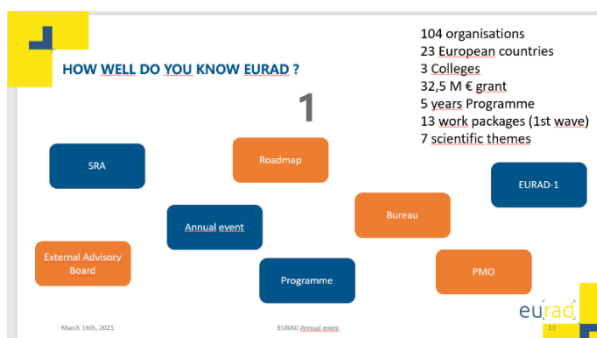 104 organisations
23 European countries
3 Colleges
32,5 M € grant
5 years Programme
13 work packages (1st wave)
7 scientific themes
HOW WELL DO YOU KNOW EURAD ?
1
SRA
Roadmap
EURAD-1
Annual event
Bureau
External Advisory
Board
Programme
PMO
March 16th, 2021
EURAD Annual event
eurad
13